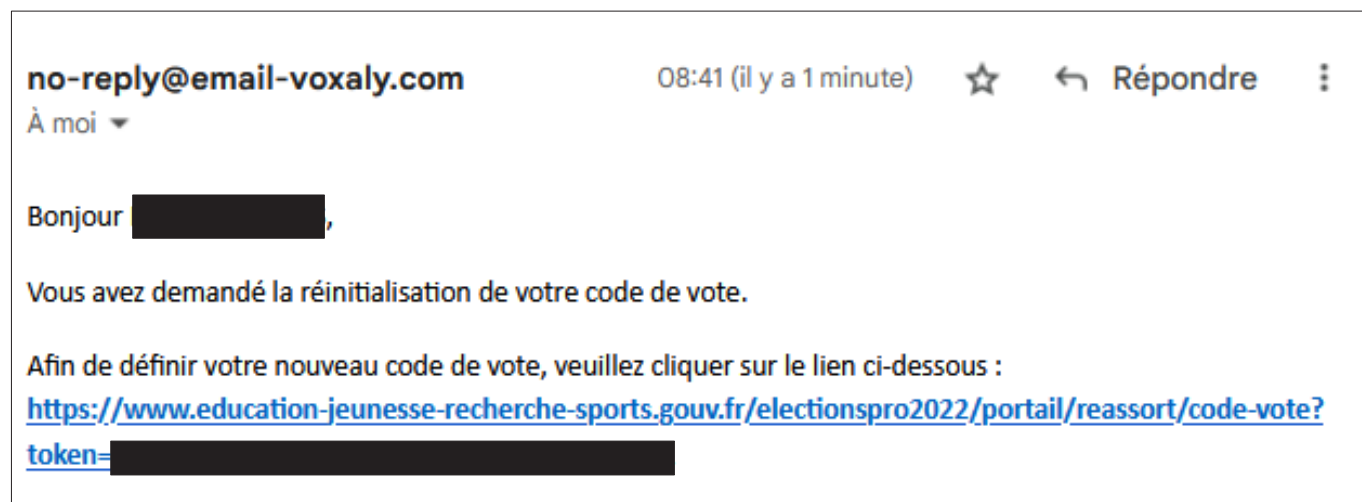 no-reply@email-voxaly.com 08:41 (il y a 1 minute) Répondre
À moi
Bonjour ,
Vous avez demandé la réinitialisation de votre code de vote.
Afin de définir votre nouveau code de vote, veuillez cliquer sur le lien ci-dessous :
https://www.education-jeunesse-recherche-sports.gouv.fr/electionspro2022/portail/reassort/code-vote?
token=